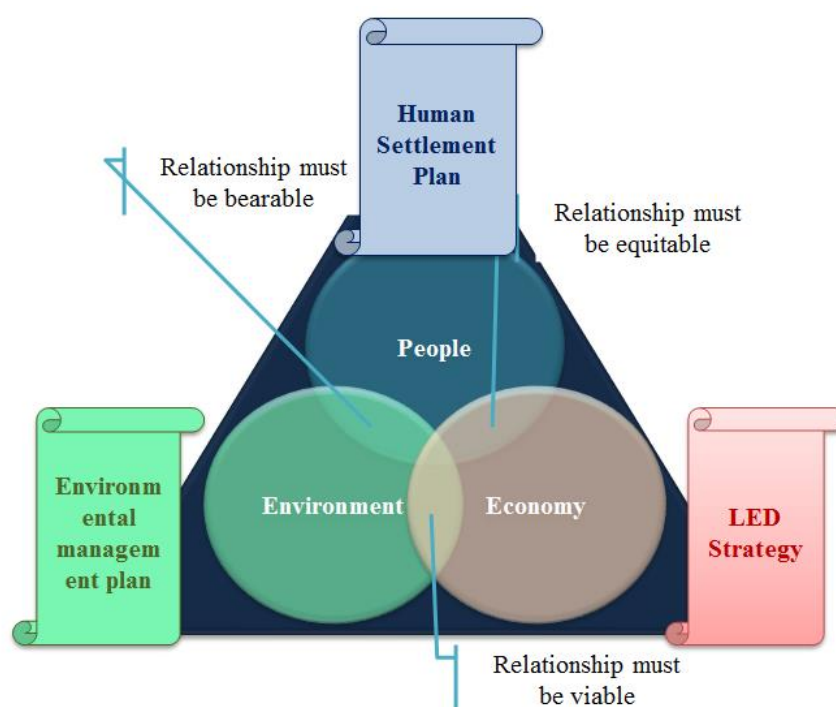 Human
Settlement
Plan
Relationship must
be bearable
Relationship must
be equitable
People
Environm
ental
managem
ent plan
Environment
Economy
LED
Strategy
Relationship must
be viable